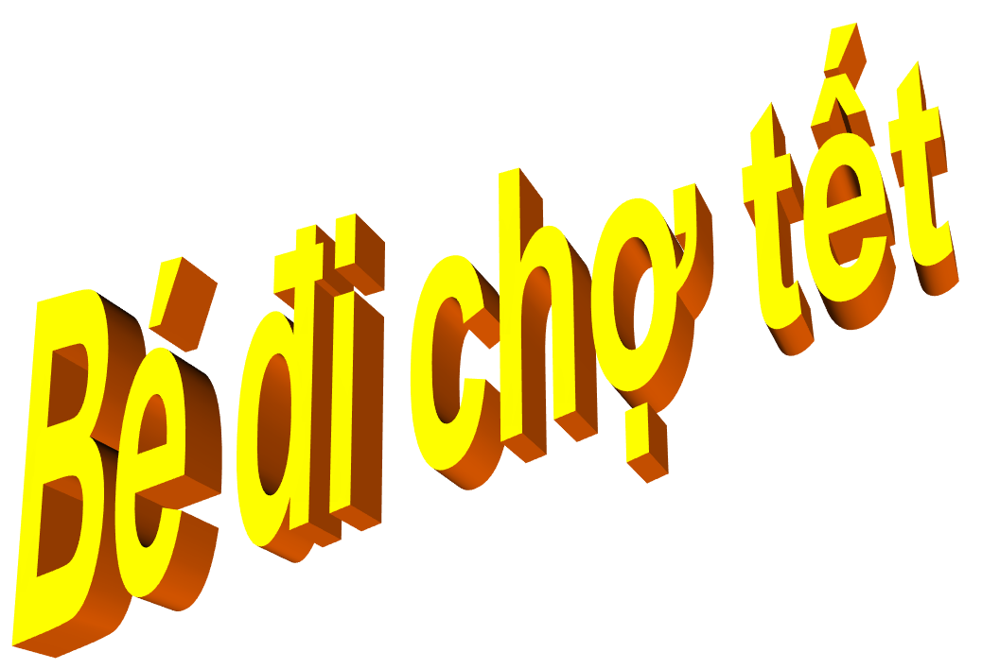 Bé đi chợ tết